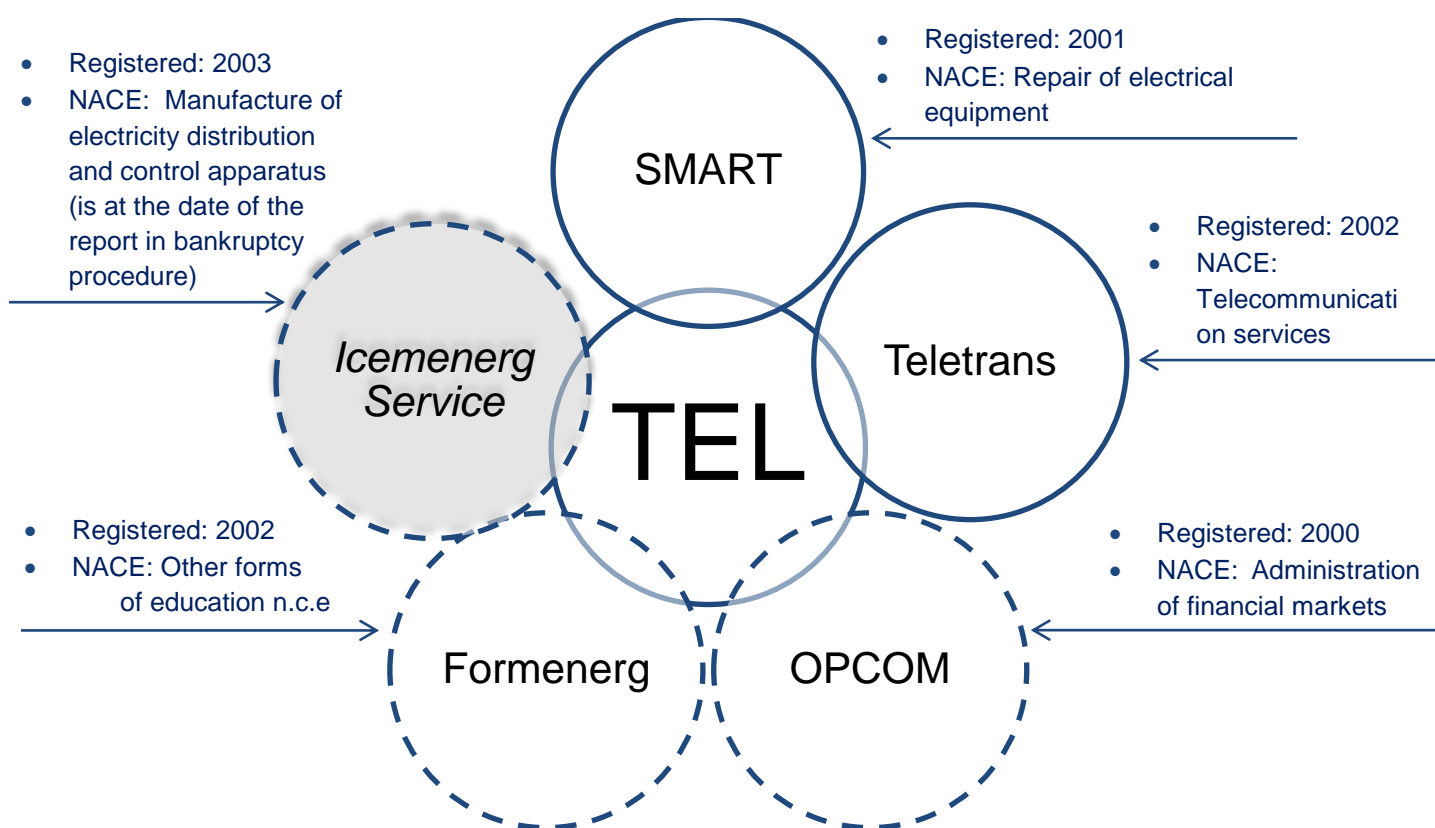 • Registered: 2003
• NACE: Manufacture of
electricity distribution
and control apparatus
(is at the date of the
report in bankruptcy
procedure)
• Registered: 2001
• NACE: Repair of electrical
equipment
SMART
• Registered: 2002
• NACE:
Telecommunicati
on services
Icemenerg
Service
Teletrans
TEL
• Registered: 2002
• NACE: Other forms
of education n.c.e
• Registered: 2000
• NACE: Administration
of financial markets
Formenerg
OPCOM